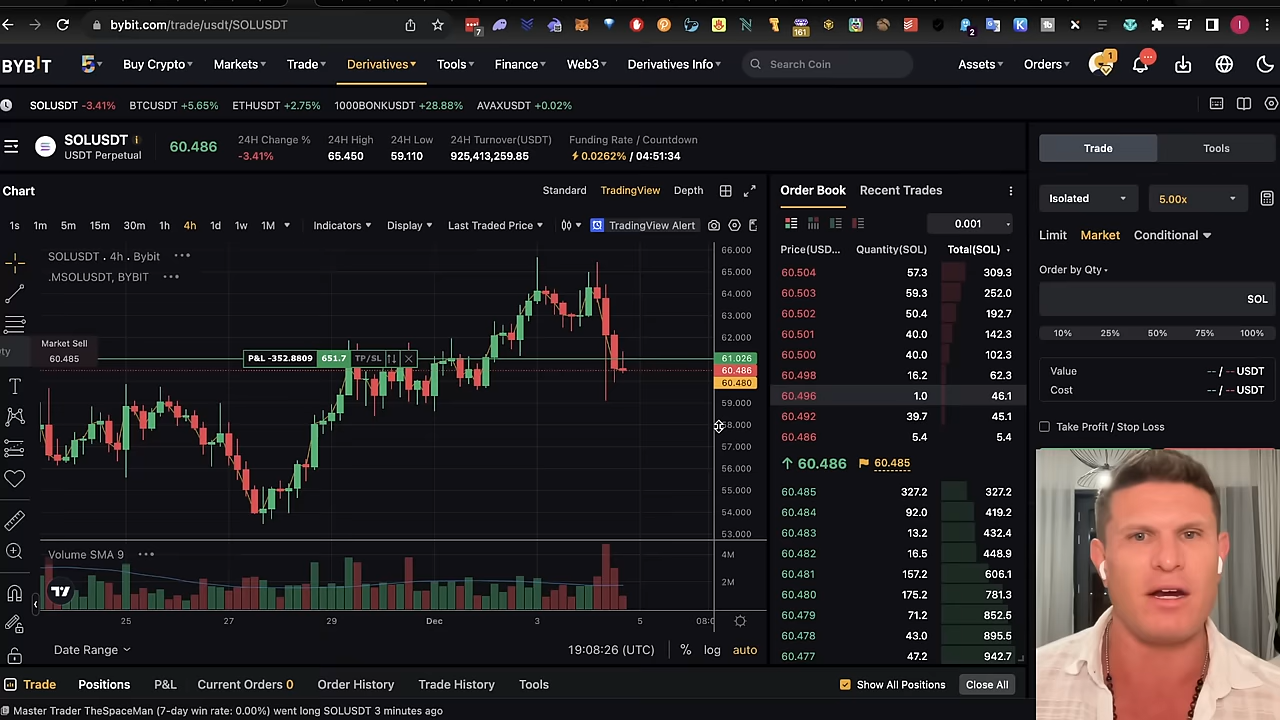 bybit.com/trade/usdt/SOLUSDT
7
161
2
BYBIT Buy Crypto Markets Trade Derivatives Tools Finance Web3 Derivatives Info Search Coin Assets Orders 1
SOLUSDT -3.41% BTCUSDT +5.65% ETHUSDT +2.75% 1000BONKUSDT +28.88% AVAXUSDT +0.02%
SOLUSDT
USDT Perpetual
60.486
24H Change %
-3.41%
24H High
65.450
24H Low
59.110
24H Turnover(USDT)
925,413,259.85
Funding Rate / Countdown
0.0262% / 04:51:34
Chart
Standard TradingView Depth
1s 1m 5m 15m 30m 1h 4h 1d 1w 1M Indicators Display Last Traded Price TradingView Alert
SOL USDT . 4h . Bybit
.MSOLUSDT, BYBIT
Market Sell
60.485
P&L -352.8809 651.7 TP/SL
66.000
65.000
64.000
63.000
62.000
61.026
60.486
60.480
59.000
58.000
57.000
56.000
55.000
54.000
53.000
Volume SMA 9
4M
2M
25 27 29 Dec 3 5 08:0
Date Range 19:08:26 (UTC) % log auto
Order Book Recent Trades
0.001
Price(USD... Quantity(SOL) Total(SOL)
60.504 57.3 309.3
60.503 59.3 252.0
60.502 50.4 192.7
60.501 40.0 142.3
60.500 40.0 102.3
60.498 16.2 62.3
60.496 1.0 46.1
60.492 39.7 45.1
60.486 5.4 5.4
60.486 60.485
60.485 327.2 327.2
60.484 92.0 419.2
60.483 13.2 432.4
60.482 16.5 448.9
60.481 157.2 606.1
60.480 175.2 781.3
60.479 71.2 852.5
60.478 43.0 895.5
60.477 47.2 942.7
Trade Tools
Isolated 5.00x
Limit Market Conditional
Order by Qty
SOL
10% 25% 50% 75% 100%
Value -- / -- USDT
Cost -- / -- USDT
Take Profit / Stop Loss
Trade Positions P&L Current Orders 0 Order History Trade History Tools Show All Positions Close All
Master Trader TheSpaceMan (7-day win rate: 0.00%) went long SOLUSDT 3 minutes ago